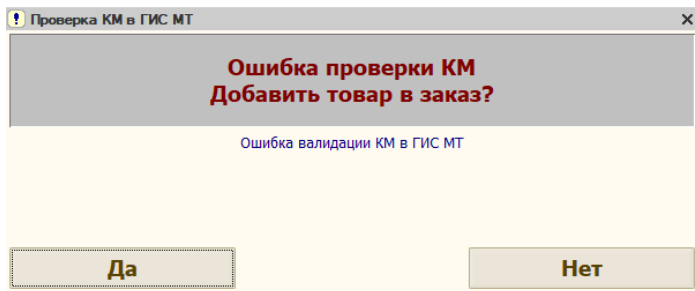 Проверка КМ в ГИС МТ
Ошибка проверки КМ
Добавить товар в заказ?
Ошибка валидации КМ в ГИС МТ
Да
Нет